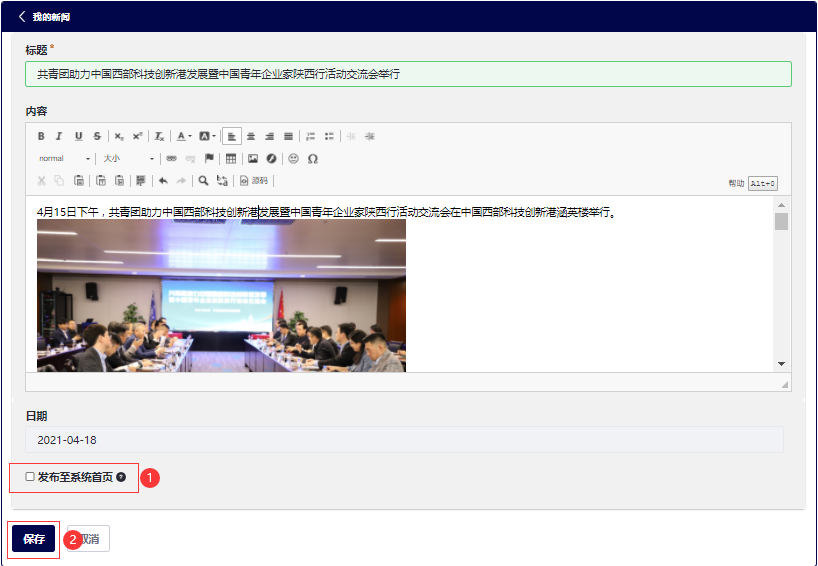 我的新闻
标题*
共青团助力中国西部科技创新港发展暨中国青年企业家陕西行活动交流会举行
内容
B I U S x₂ x² Iₓ A A
normal 大小
源码
帮助 Alt+0
4月15日下午，共青团助力中国西部科技创新港发展暨中国青年企业家陕西行活动交流会在中国西部科技创新港涵英楼举行。
日期
2021-04-18
发布至系统首页 ? 1
保存 2 取消